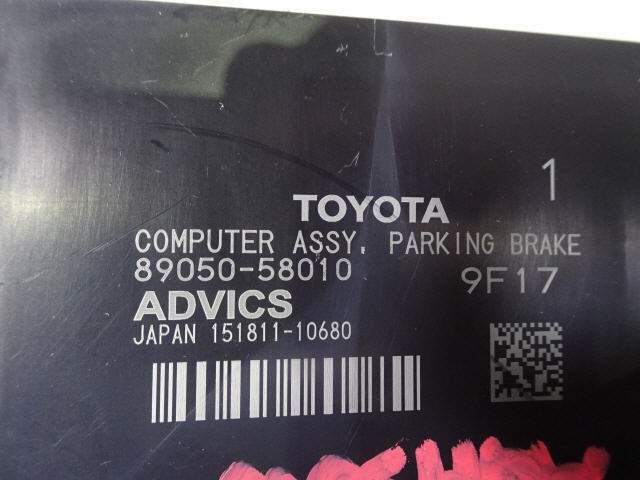 1
TOYOTA
COMPUTER ASSY, PARKING BRAKE
89050-58010 9F17
ADVICS
JAPAN 151811-10680